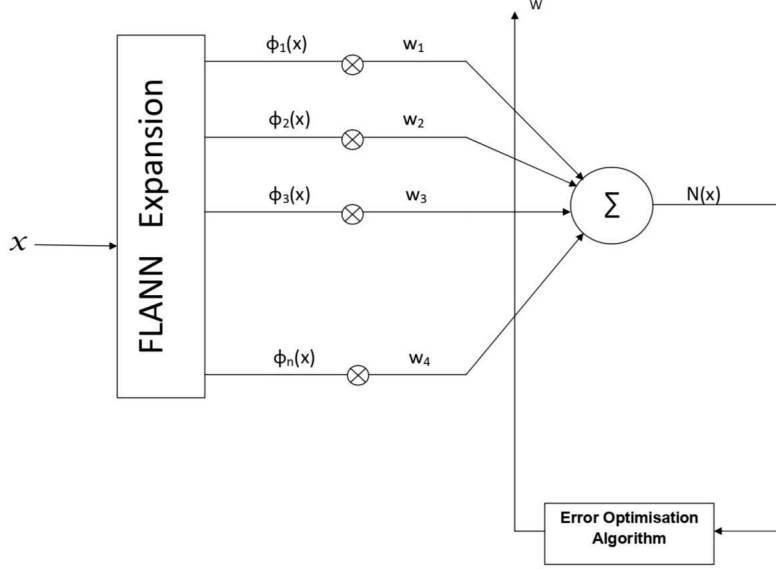 w
ϕ1(x)
w1
ϕ2(x)
w2
ϕ3(x)
w3
x
FLANN Expansion
Σ
N(x)
ϕn(x)
w4
Error Optimisation
Algorithm